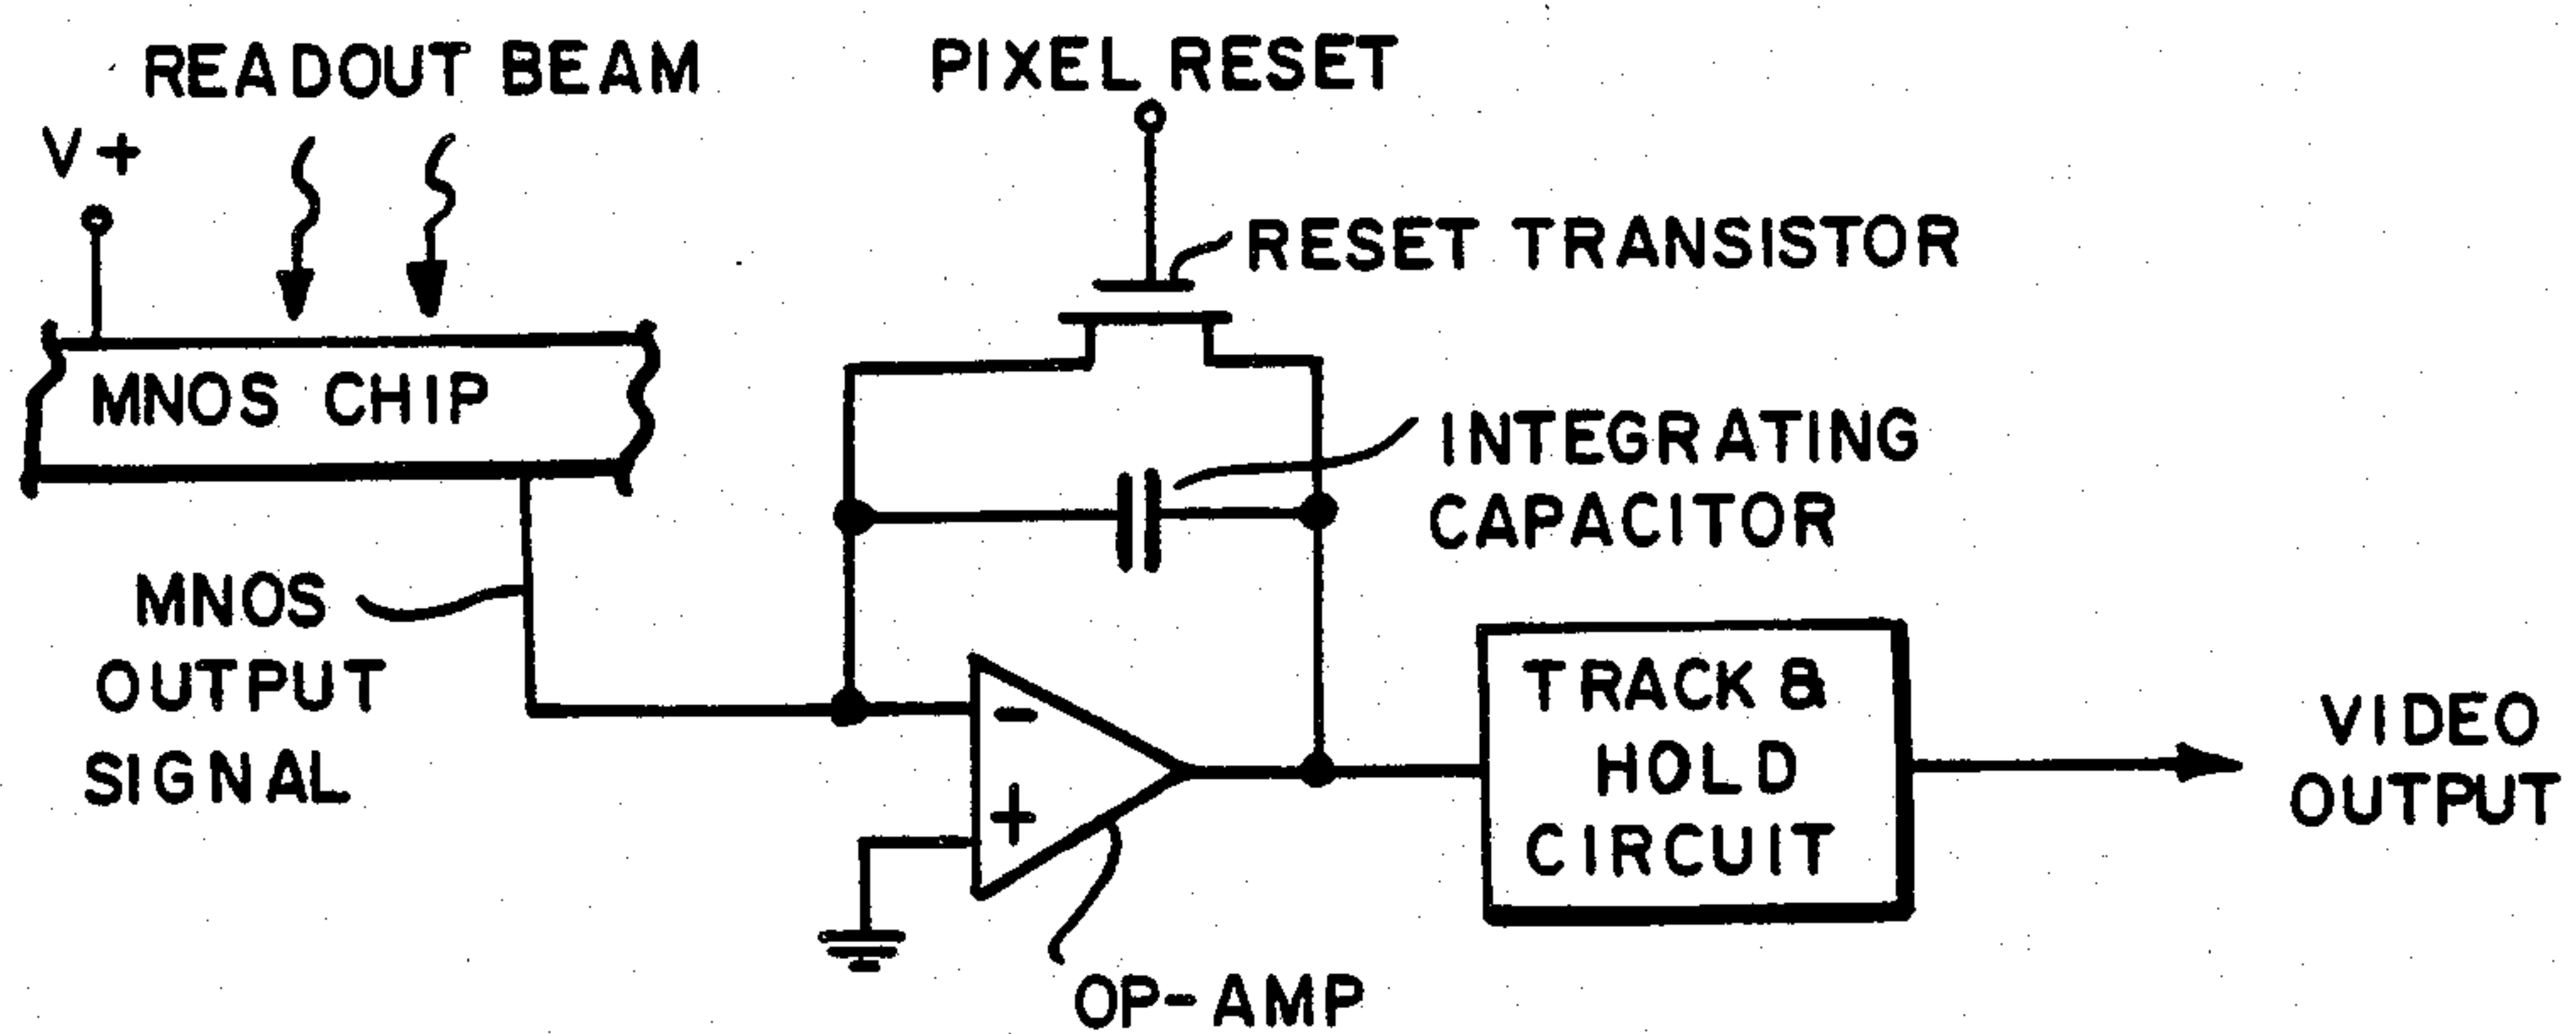 READOUT BEAM
PIXEL RESET
V+
RESET TRANSISTOR
MNOS CHIP
INTEGRATING
CAPACITOR
MNOS
OUTPUT
SIGNAL
-
+
TRACK &
HOLD
CIRCUIT
VIDEO
OUTPUT
OP-AMP